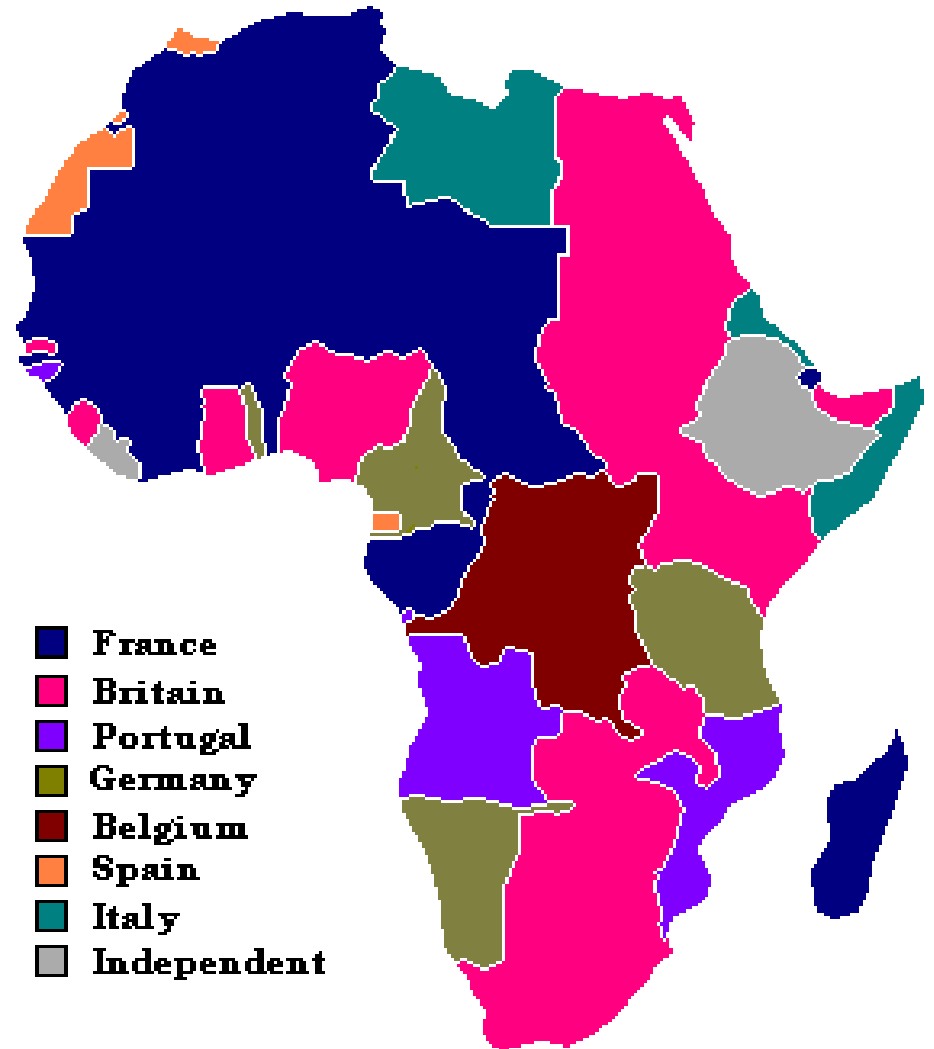 France
Britain
Portugal
Germany
Belgium
Spain
Italy
Independent